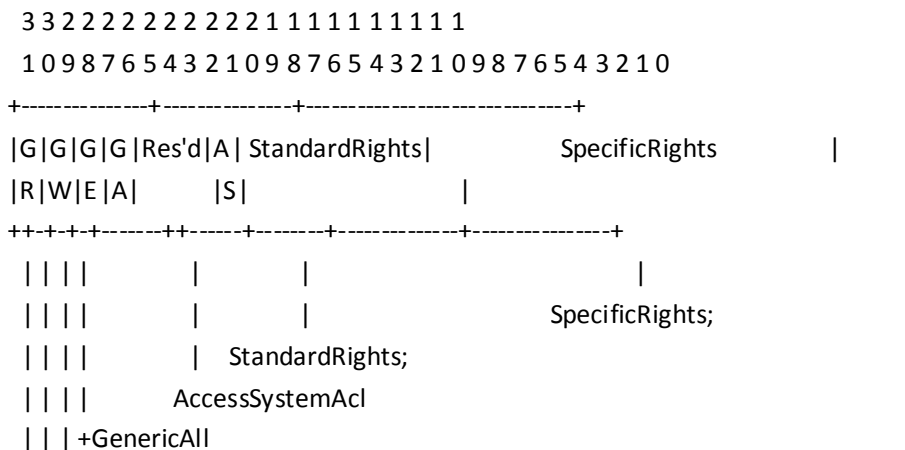 3 3 2 2 2 2 2 2 2 2 2 2 1 1 1 1 1 1 1 1 1 1
1 0 9 8 7 6 5 4 3 2 1 0 9 8 7 6 5 4 3 2 1 0 9 8 7 6 5 4 3 2 1 0
+---------------+---------------+-------------------------------+
|G|G|G|G|Res'd|A| StandardRights| SpecificRights |
|R|W|E|A| |S| |
++-+-+-+-------++------+--------+--------------+----------------+
| | | | | | |
| | | | | | SpecificRights;
| | | | | StandardRights;
| | | | AccessSystemAcl
| | | +GenericAll